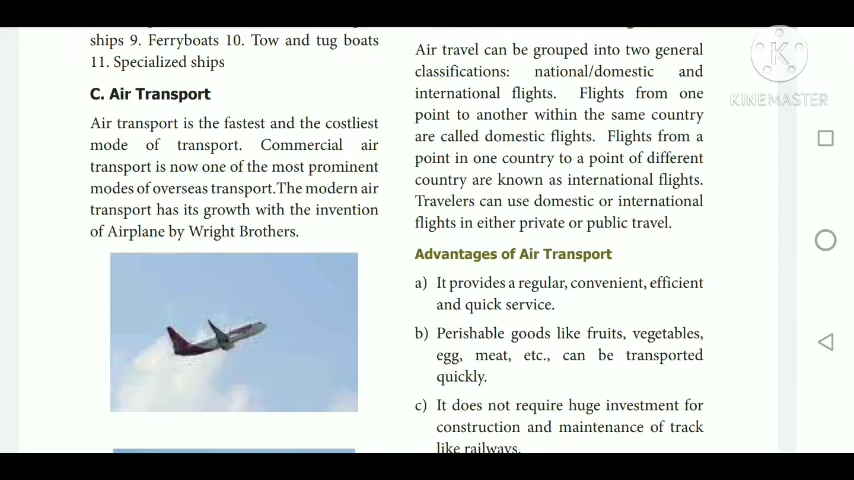 ships 9. Ferryboats 10. Tow and tug boats
11. Specialized ships
C. Air Transport
Air transport is the fastest and the costliest
mode of transport. Commercial air
transport is now one of the most prominent
modes of overseas transport.The modern air
transport has its growth with the invention
of Airplane by Wright Brothers.
Air travel can be grouped into two general
classifications: national/domestic and
international flights. Flights from one
point to another within the same country
are called domestic flights. Flights from a
point in one country to a point of different
country are known as international flights.
Travelers can use domestic or international
flights in either private or public travel.
Advantages of Air Transport
a) It provides a regular, convenient, efficient
and quick service.
b) Perishable goods like fruits, vegetables,
egg, meat, etc., can be transported
quickly.
c) It does not require huge investment for
construction and maintenance of track
like railways.
K
KINEMASTER